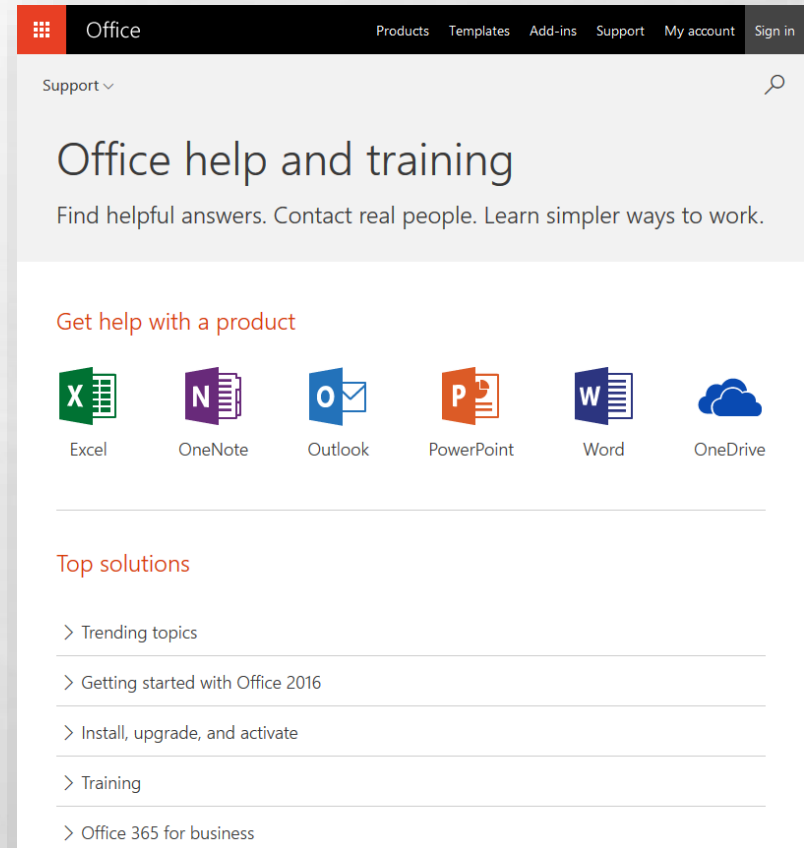 Office Products Templates Add-ins Support My account Sign in
Support
Office help and training
Find helpful answers. Contact real people. Learn simpler ways to work.
Get help with a product
X N O P W
Excel OneNote Outlook PowerPoint Word OneDrive
Top solutions
Trending topics
Getting started with Office 2016
Install, upgrade, and activate
Training
Office 365 for business